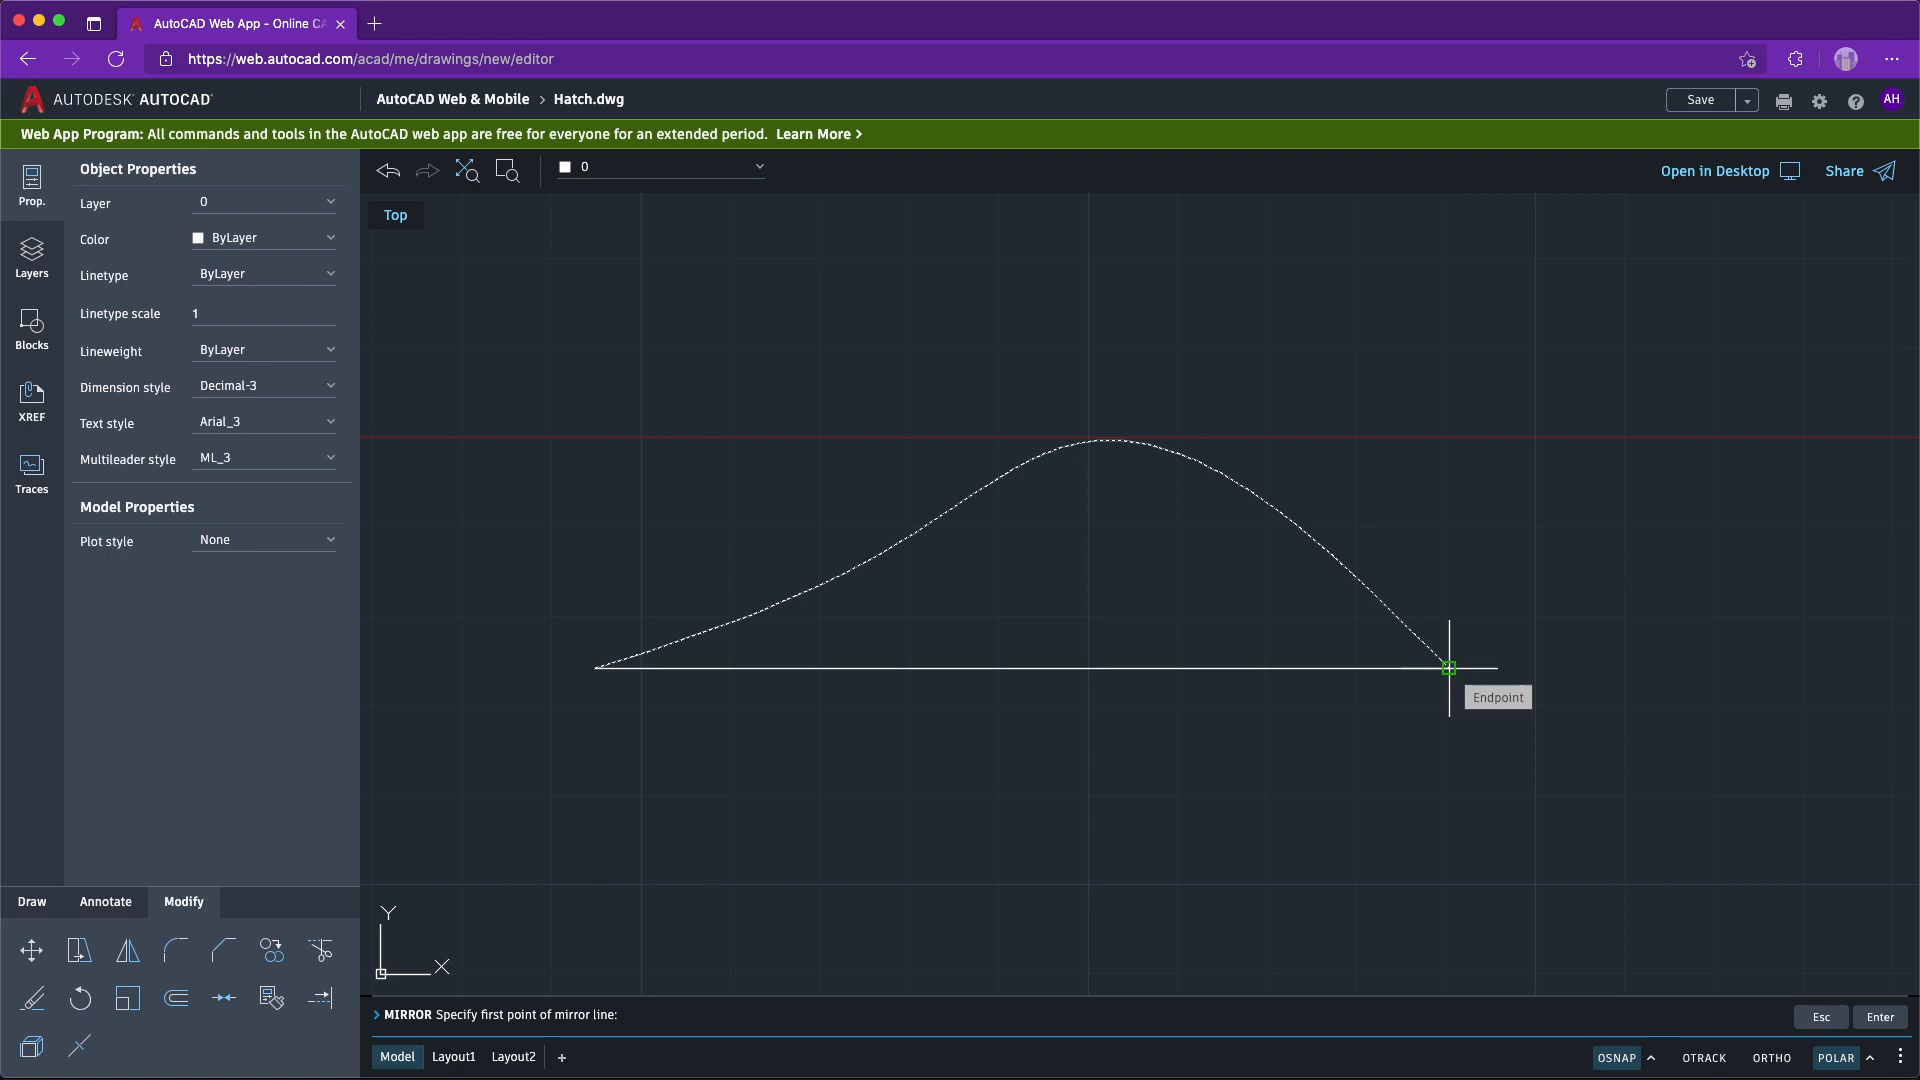 AutoCAD Web App - Online CA
https://web.autocad.com/acad/me/drawings/new/editor
AUTODESK® AUTOCAD®
AutoCAD Web & Mobile > Hatch.dwg
Save
AH
Web App Program: All commands and tools in the AutoCAD web app are free for everyone for an extended period. Learn More >
Prop.
Layers
Blocks
XREF
Traces
Object Properties
Layer 0
Color ByLayer
Linetype ByLayer
Linetype scale 1
Lineweight ByLayer
Dimension style Decimal-3
Text style Arial_3
Multileader style ML_3
Model Properties
Plot style None
0
Open in Desktop
Share
Top
Endpoint
Y
X
Draw Annotate Modify
> MIRROR Specify first point of mirror line:
Esc Enter
Model Layout1 Layout2 +
OSNAP OTRACK ORTHO POLAR